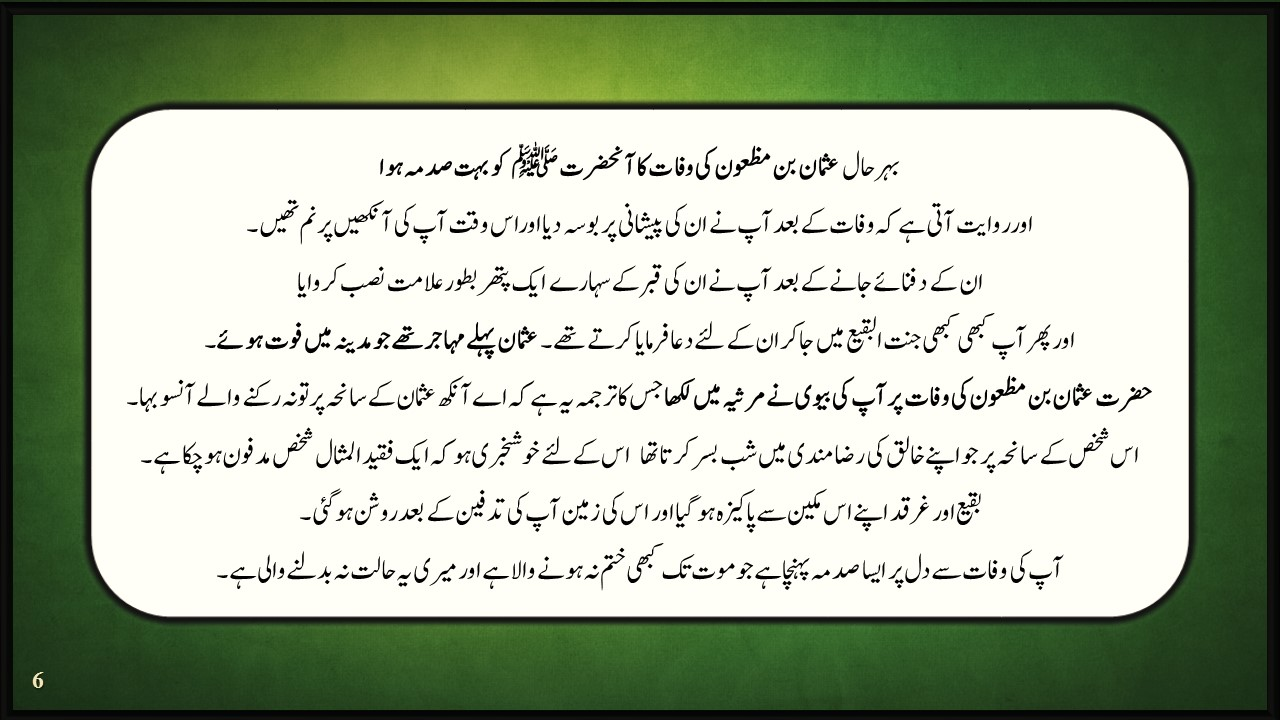 بہرحال عثمان بن مظعون کی وفات کا آنحضرت ﷺ کو بہت صدمہ ہوا
اور روایت آتی ہے کہ وفات کے بعد آپ نے ان کی پیشانی پر بوسہ دیا اور اس وقت آپ کی آنکھیں پر نم تھیں۔
ان کے دفنائے جانے کے بعد آپ نے ان کی قبر کے سہارے ایک پتھر بطور علامت نصب کروایا
اور پھر آپ کبھی کبھی جنت البقیع میں جا کر ان کے لئے دعا فرمایا کرتے تھے۔ عثمان پہلے مہاجر تھے جو مدینہ میں فوت ہوئے۔
حضرت عثمان بن مظعون کی وفات پر آپ کی بیوی نے مرثیہ میں لکھا جس کا ترجمہ یہ ہے کہ اے آنکھ عثمان کے سانحہ پر تو نہ رکنے والے آنسو بہا۔
اس شخص کے سانحہ پر جو اپنے خالق کی رضامندی میں شب بسر کرتا تھا اس کے لئے خوشخبری ہو کہ ایک فقید المثال شخص مدفون ہو چکا ہے۔
بقیع اور غرقد اپنے اس مکین سے پاکیزہ ہو گیا اور اس کی زمین آپ کی تدفین کے بعد روشن ہو گئی۔
آپ کی وفات سے دل پر ایسا صدمہ پہنچا ہے جو موت تک کبھی ختم نہ ہونے والا ہے اور میری یہ حالت نہ بدلنے والی ہے۔
6